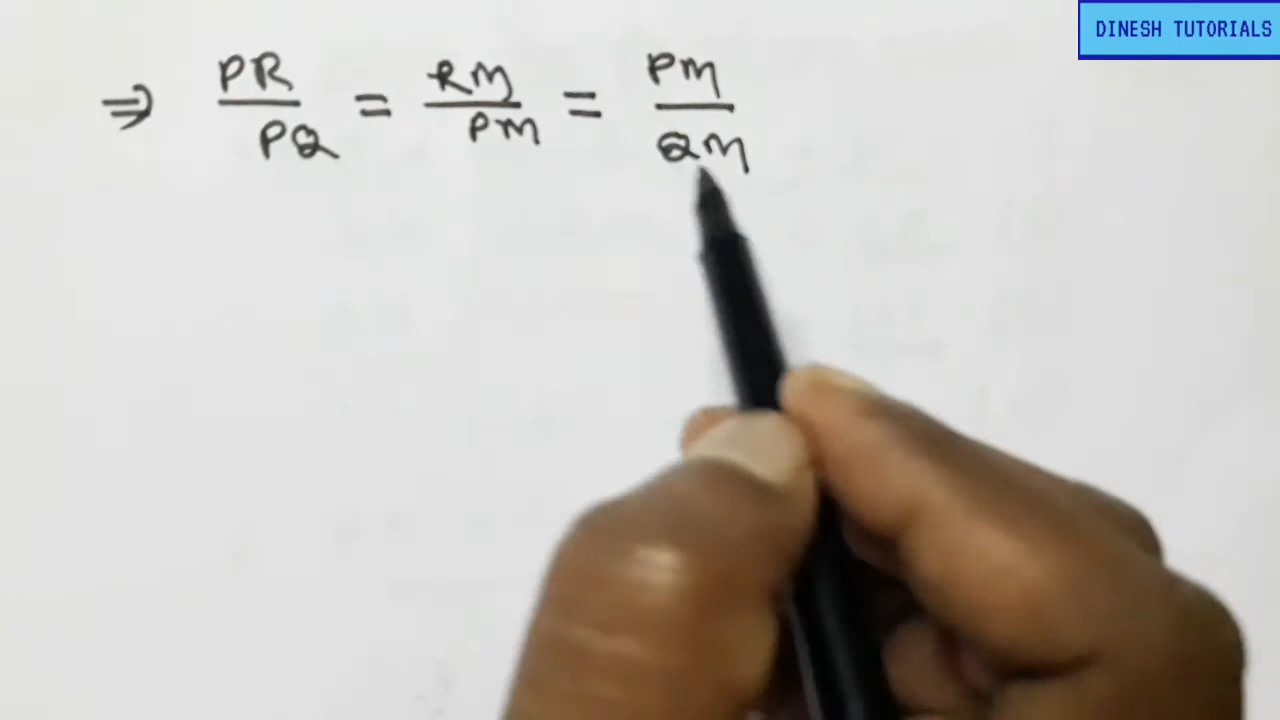 DINESH TUTORIALS
⇒ PR/PQ = RM/PM = PM/QM